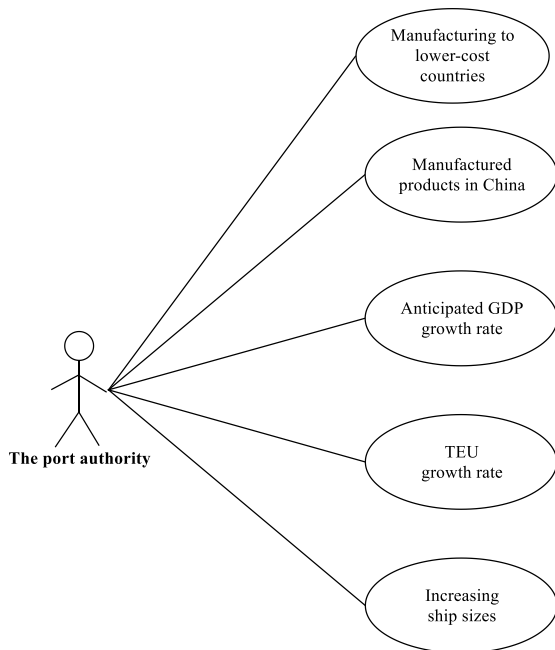 Manufacturing to
lower-cost
countries
Manufactured
products in China
Anticipated GDP
growth rate
The port authority
TEU
growth rate
Increasing
ship sizes